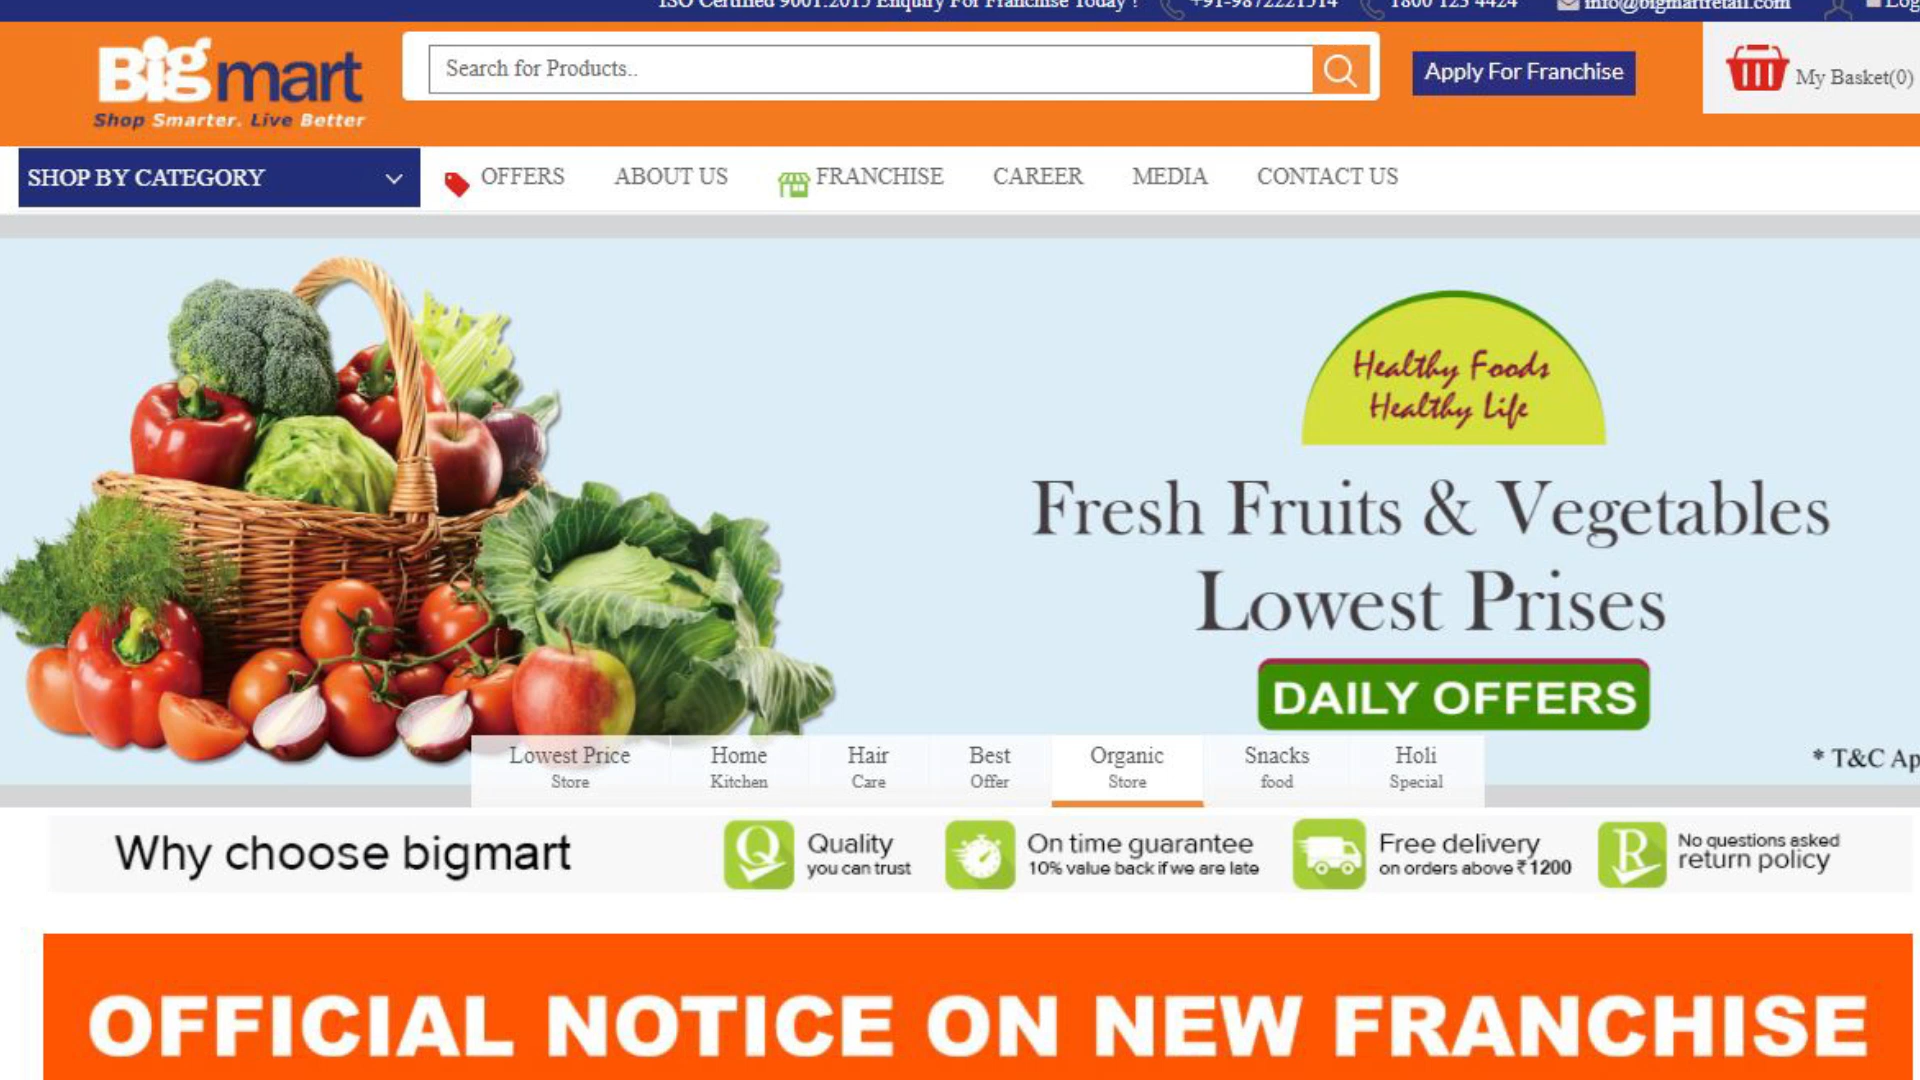 ISO Certified 9001:2015 Enquiry For Franchise Today ! +91-9872221514 1800 123 4424 info@bigmartretail.com
Bigmart
Shop Smarter. Live Better
Search for Products..
Apply For Franchise
My Basket(0)
SHOP BY CATEGORY
OFFERS ABOUT US FRANCHISE CAREER MEDIA CONTACT US
Healthy Foods
Healthy Life
Fresh Fruits & Vegetables
Lowest Prises
DAILY OFFERS
* T&C Ap
Lowest Price
Store
Home
Kitchen
Hair
Care
Best
Offer
Organic
Store
Snacks
food
Holi
Special
Why choose bigmart
Quality
you can trust
On time guarantee
10% value back if we are late
Free delivery
on orders above ₹1200
No questions asked
return policy
OFFICIAL NOTICE ON NEW FRANCHISE